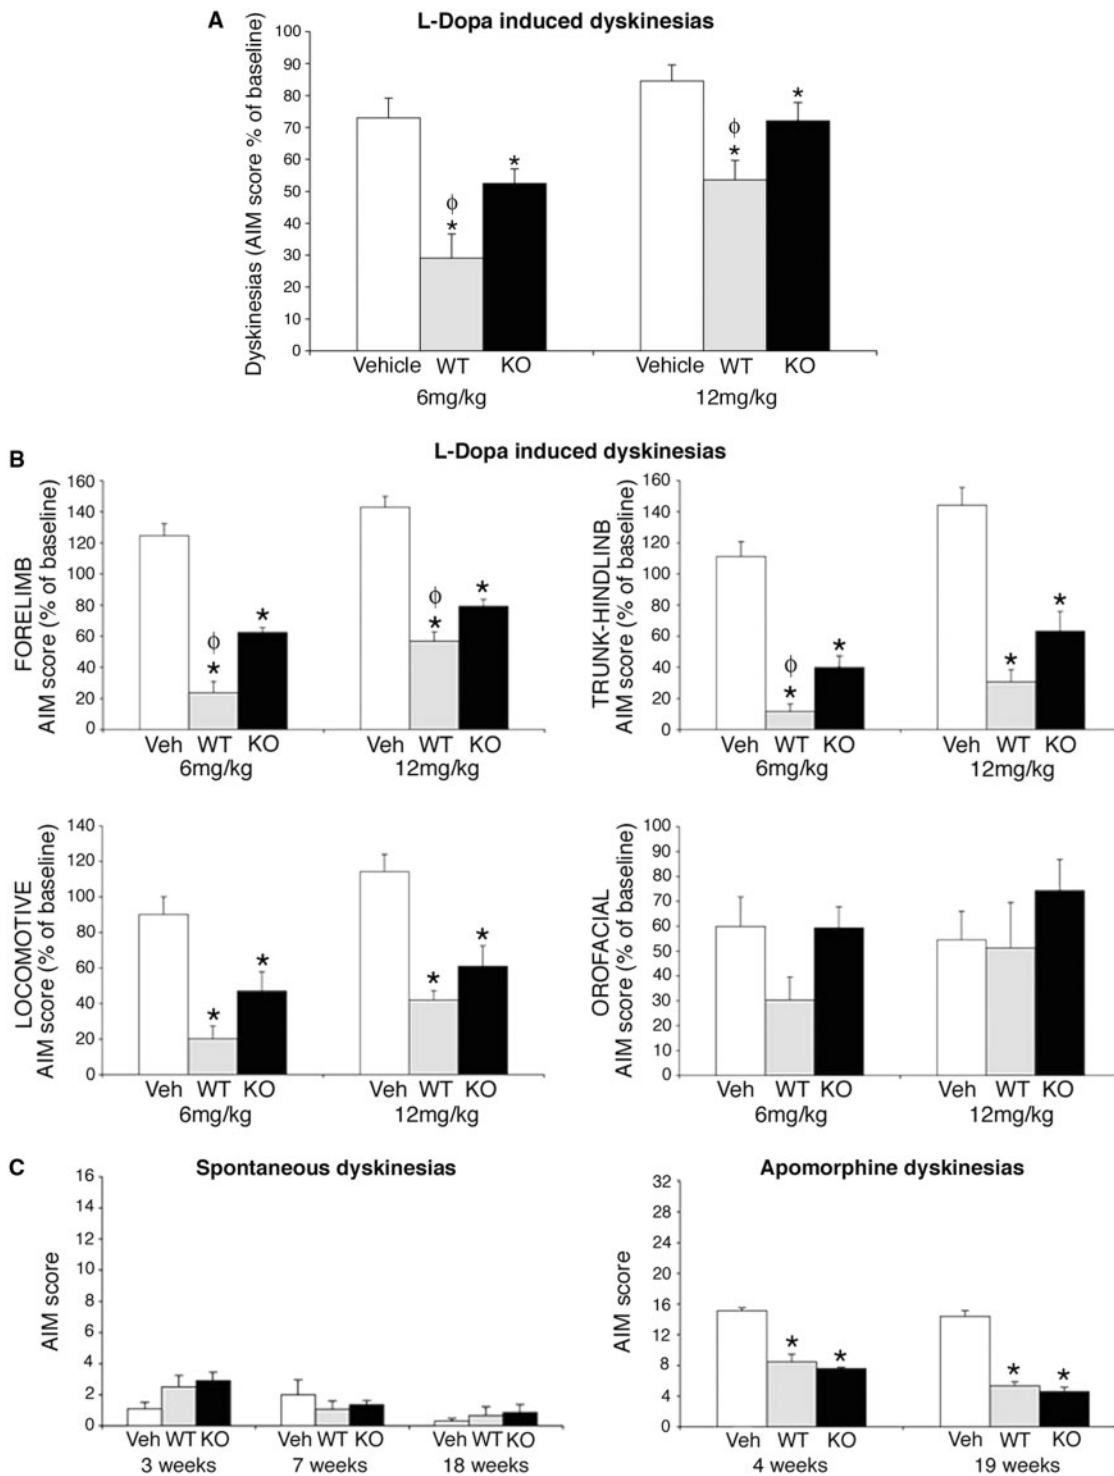 A
L-Dopa induced dyskinesias
Dyskinesias (AIM score % of baseline)
100
90
80
70
60
50
40
30
20
10
0
ϕ
*
*
ϕ
*
*
Vehicle WT KO Vehicle WT KO
6mg/kg 12mg/kg
B
L-Dopa induced dyskinesias
FORELIMB
AIM score (% of baseline)
160
140
120
100
80
60
40
20
0
ϕ
*
*
ϕ
*
*
Veh WT KO Veh WT KO
6mg/kg 12mg/kg
TRUNK-HINDLINB
AIM score (% of baseline)
160
140
120
100
80
60
40
20
0
ϕ
*
*
*
*
Veh WT KO Veh WT KO
6mg/kg 12mg/kg
LOCOMOTIVE
AIM score (% of baseline)
140
120
100
80
60
40
20
0
*
*
*
*
Veh WT KO Veh WT KO
6mg/kg 12mg/kg
OROFACIAL
AIM score (% of baseline)
100
90
80
70
60
50
40
30
20
10
0
Veh WT KO Veh WT KO
6mg/kg 12mg/kg
C
Spontaneous dyskinesias
AIM score
16
14
12
10
8
6
4
2
0
Veh WT KO Veh WT KO Veh WT KO
3 weeks 7 weeks 18 weeks
Apomorphine dyskinesias
AIM score
32
28
24
20
16
12
8
4
0
*
*
*
*
Veh WT KO Veh WT KO
4 weeks 19 weeks